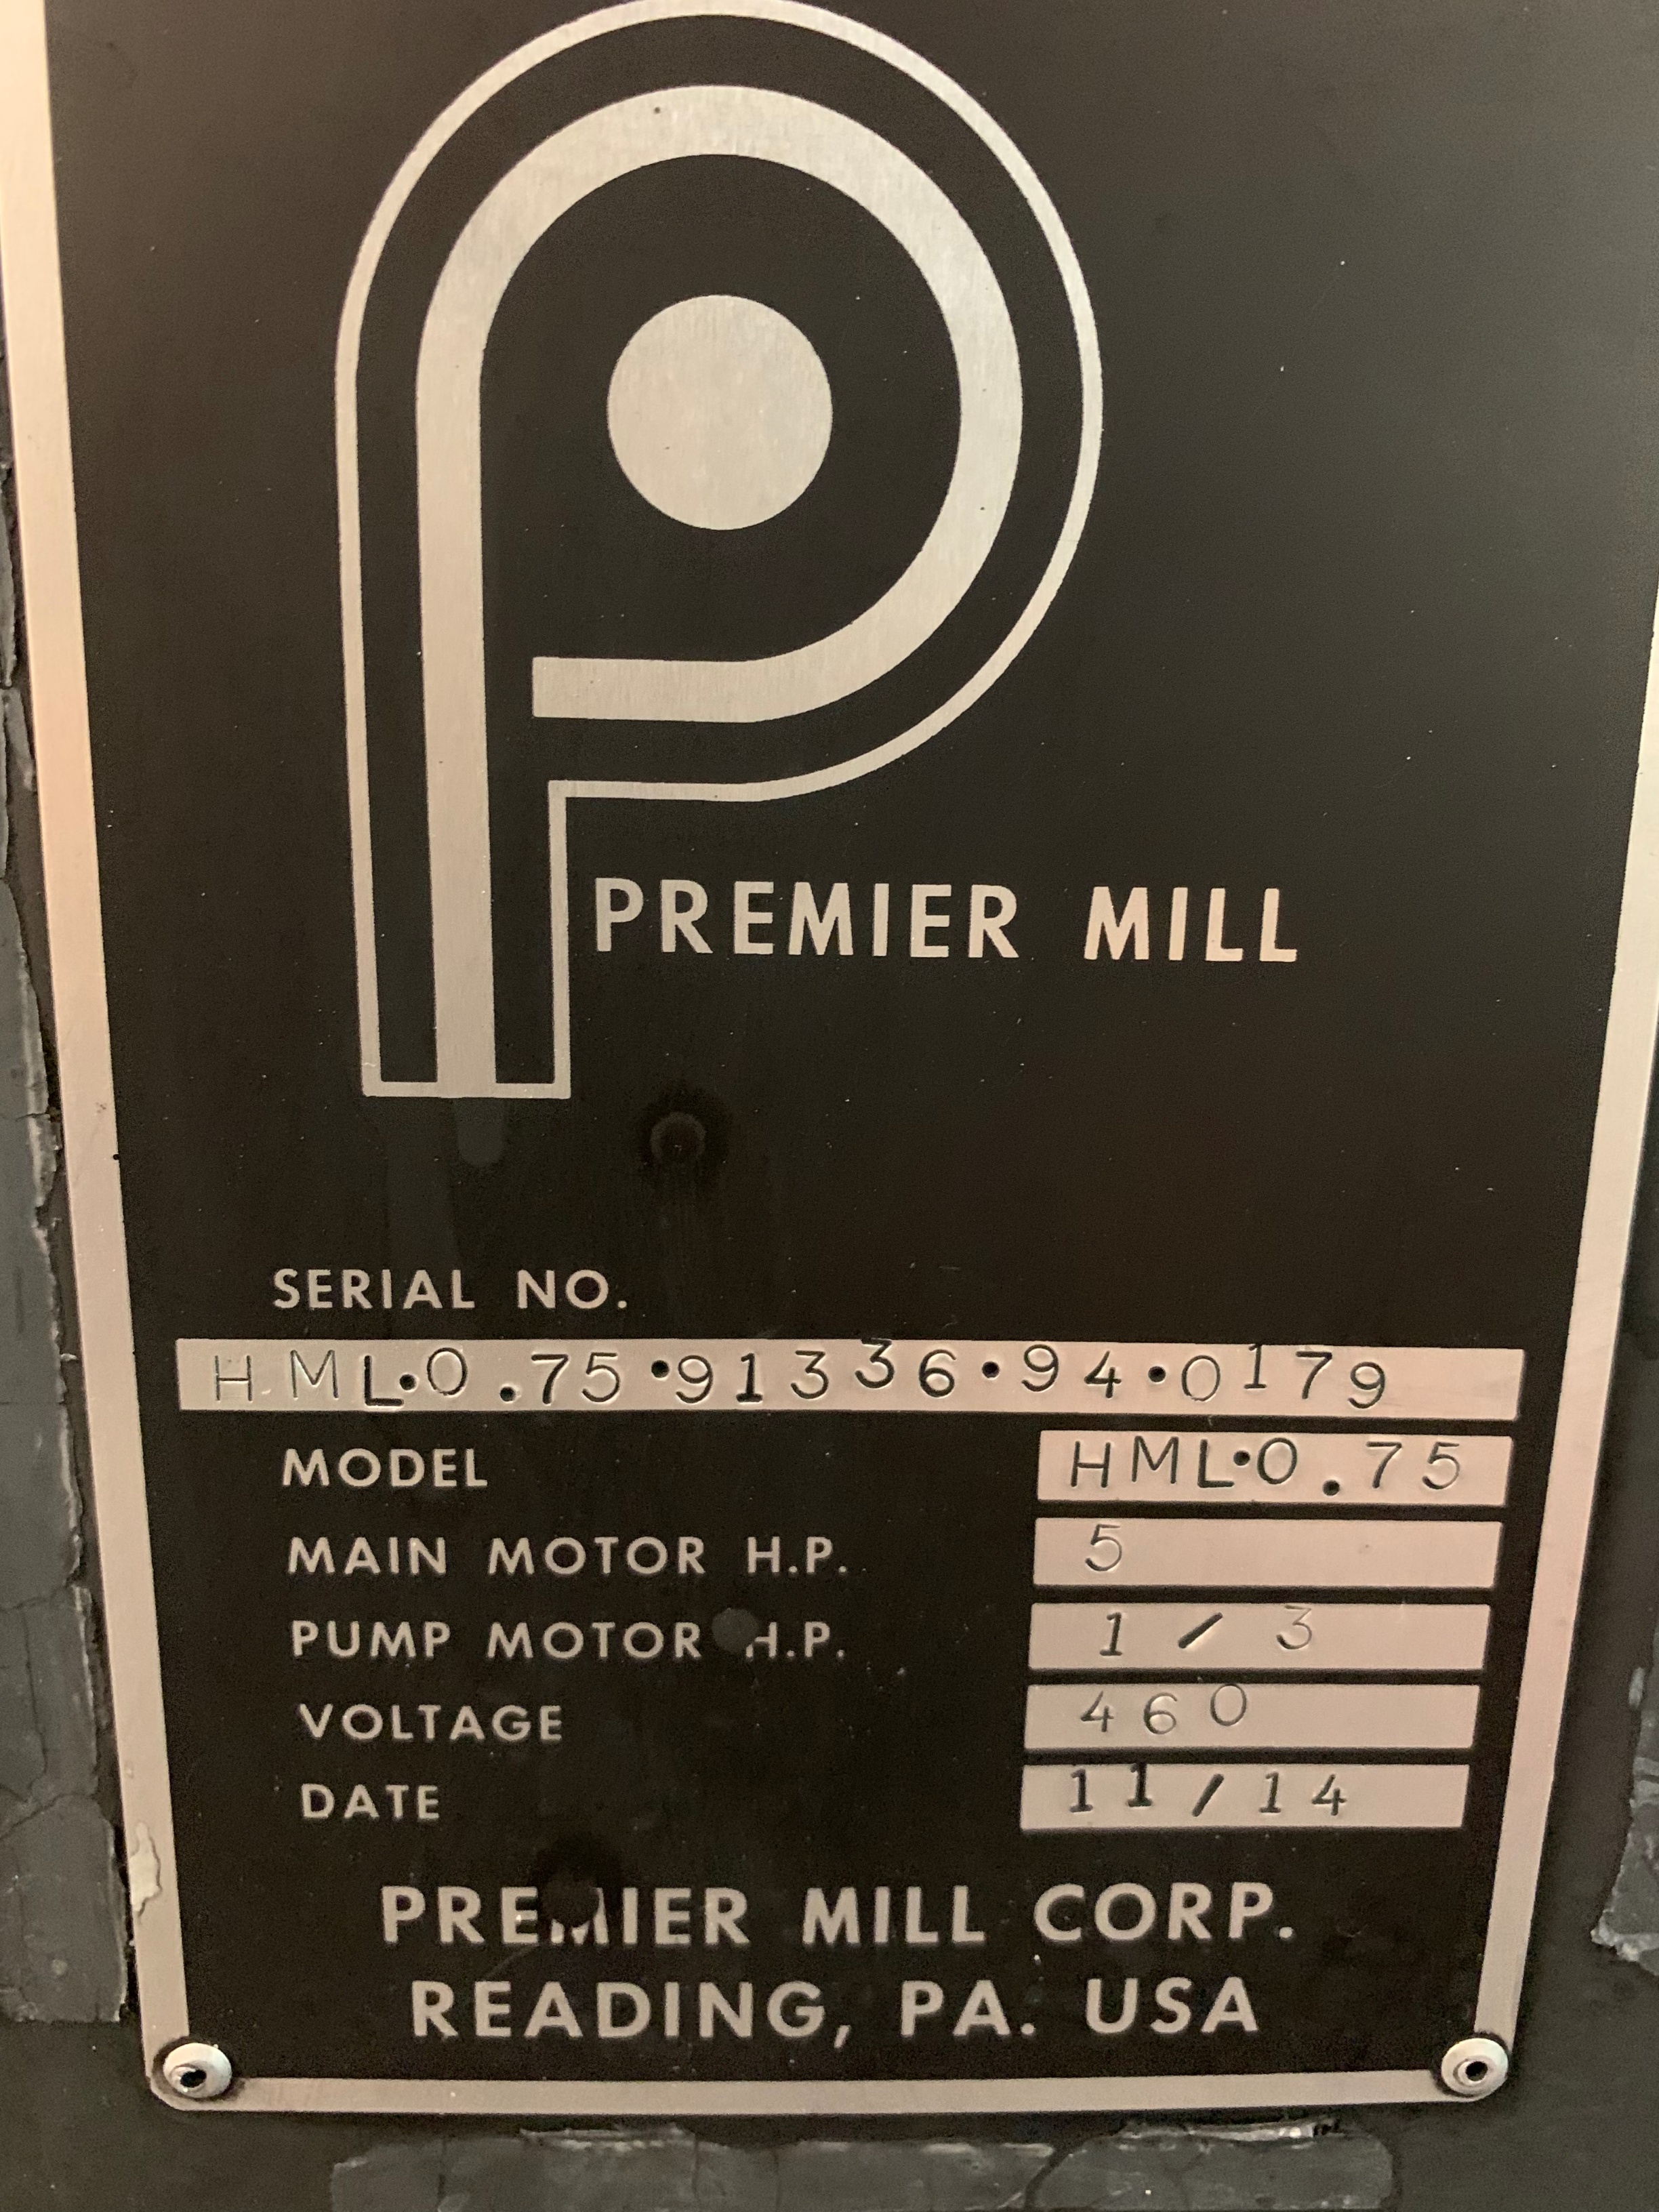 PREMIER MILL
SERIAL NO.
HML·0.75·91336·94·0179
MODEL HML·0.75
MAIN MOTOR H.P. 5
PUMP MOTOR H.P. 1/3
VOLTAGE 460
DATE 11/14
PREMIER MILL CORP.
READING, PA. USA